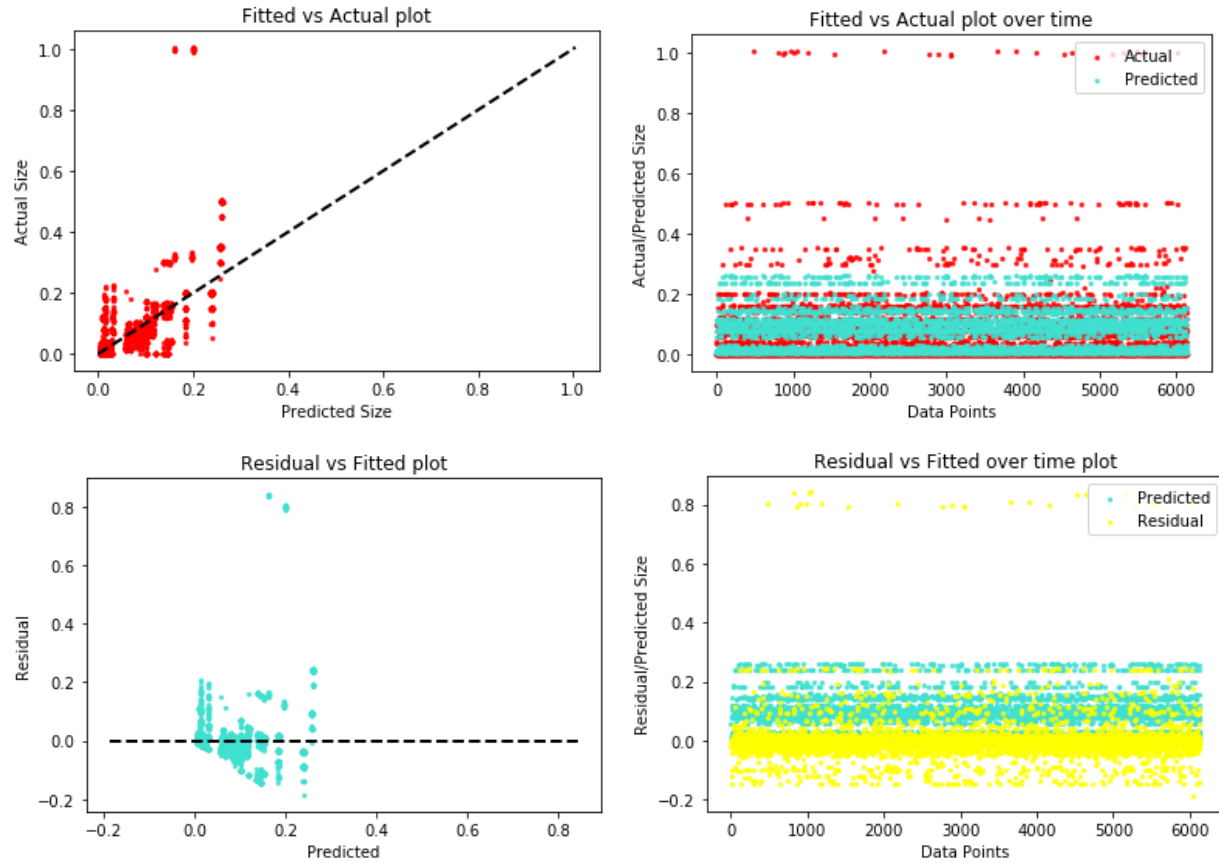 Fitted vs Actual plot
1.0
0.8
0.6
0.4
0.2
0.0
Actual Size
0.0 0.2 0.4 0.6 0.8 1.0
Predicted Size
Fitted vs Actual plot over time
Actual
Predicted
1.0
0.8
0.6
0.4
0.2
0.0
Actual/Predicted Size
0 1000 2000 3000 4000 5000 6000
Data Points
Residual vs Fitted plot
0.8
0.6
0.4
0.2
0.0
−0.2
Residual
−0.2 0.0 0.2 0.4 0.6 0.8
Predicted
Residual vs Fitted over time plot
Predicted
Residual
0.8
0.6
0.4
0.2
0.0
−0.2
Residual/Predicted Size
0 1000 2000 3000 4000 5000 6000
Data Points